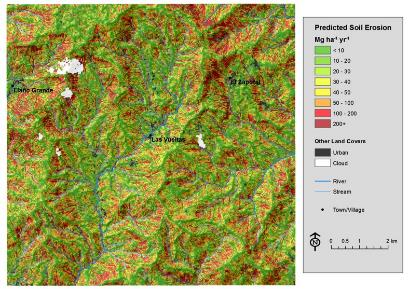 Llano Grande
El Zapotal
Las Vueltas
Predicted Soil Erosion
Mg ha⁻¹ yr⁻¹
< 10
10 - 20
20 - 30
30 - 40
40 - 50
50 - 100
100 - 200
200+
Other Land Covers
Urban
Cloud
River
Stream
Town/Village
N
0 0.5 1 2 km